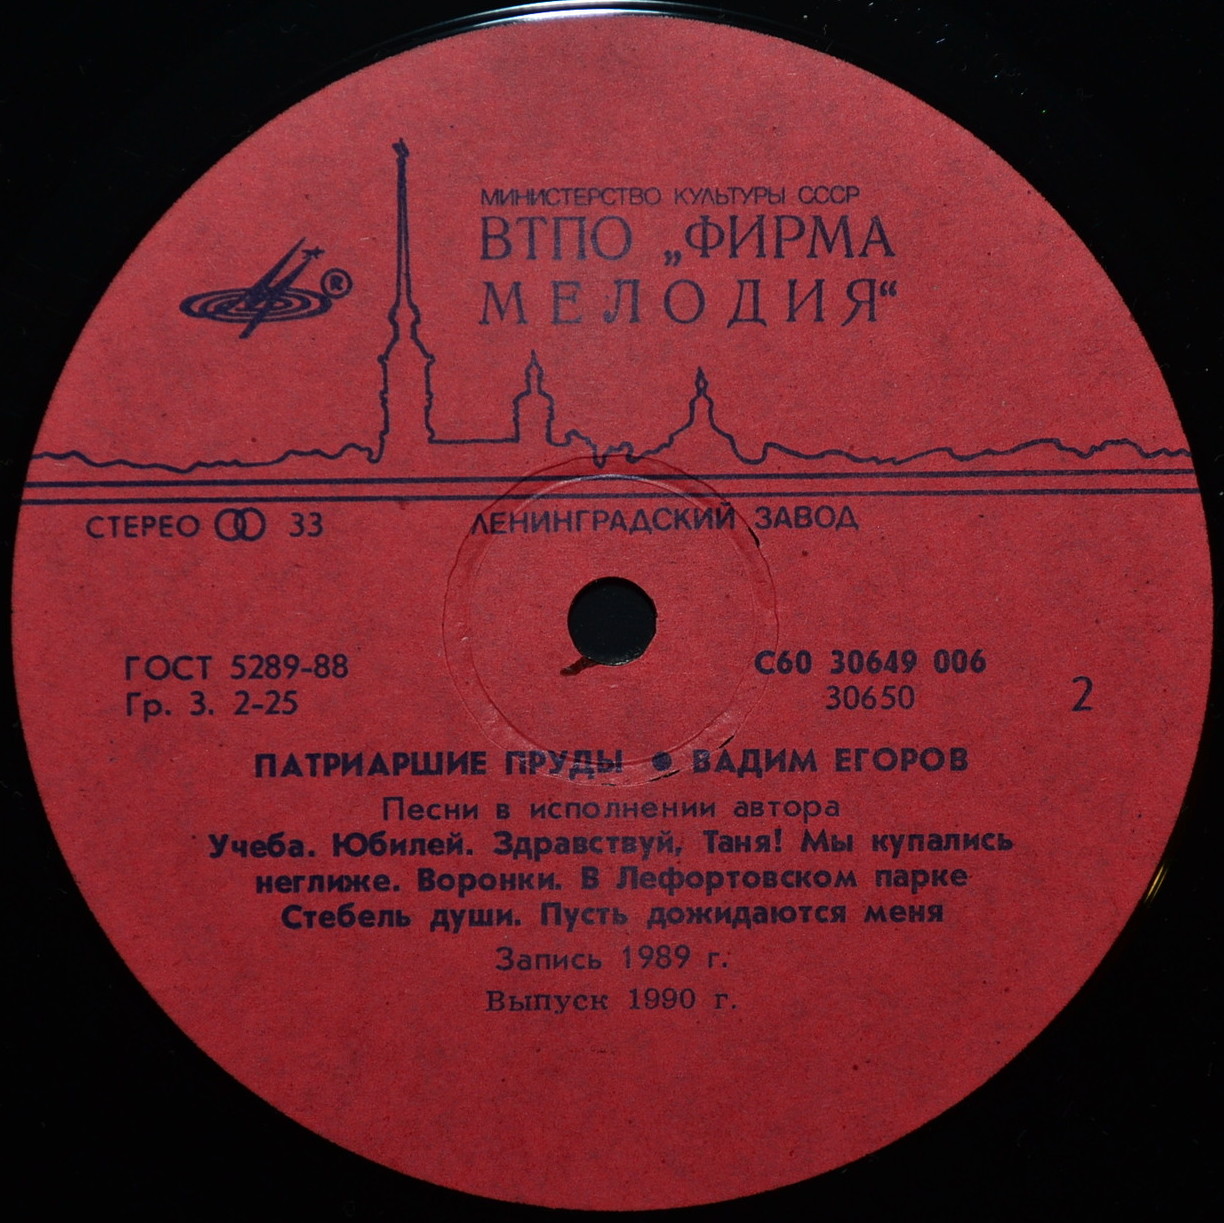 МИНИСТЕРСТВО КУЛЬТУРЫ СССР
ВТПО „ФИРМА
МЕЛОДИЯ“
®
СТЕРЕО 33
ЛЕНИНГРАДСКИЙ ЗАВОД
ГОСТ 5289-88
Гр. 3. 2-25
С60 30649 006
30650
2
ПАТРИАРШИЕ ПРУДЫ ● ВАДИМ ЕГОРОВ
Песни в исполнении автора
Учеба. Юбилей. Здравствуй, Таня! Мы купались
неглиже. Воронки. В Лефортовском парке
Стебель души. Пусть дожидаются меня
Запись 1989 г.
Выпуск 1990 г.